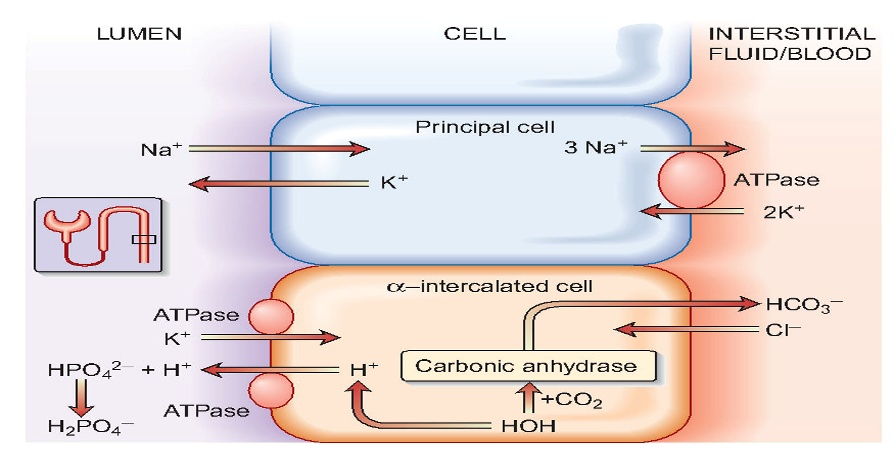 LUMEN
CELL
INTERSTITIAL
FLUID/BLOOD
Principal cell
Na⁺
3 Na⁺
K⁺
ATPase
2K⁺
α–intercalated cell
ATPase
K⁺
HCO₃⁻
Cl⁻
HPO₄²⁻ + H⁺
H⁺
Carbonic anhydrase
ATPase
+CO₂
H₂PO₄⁻
HOH